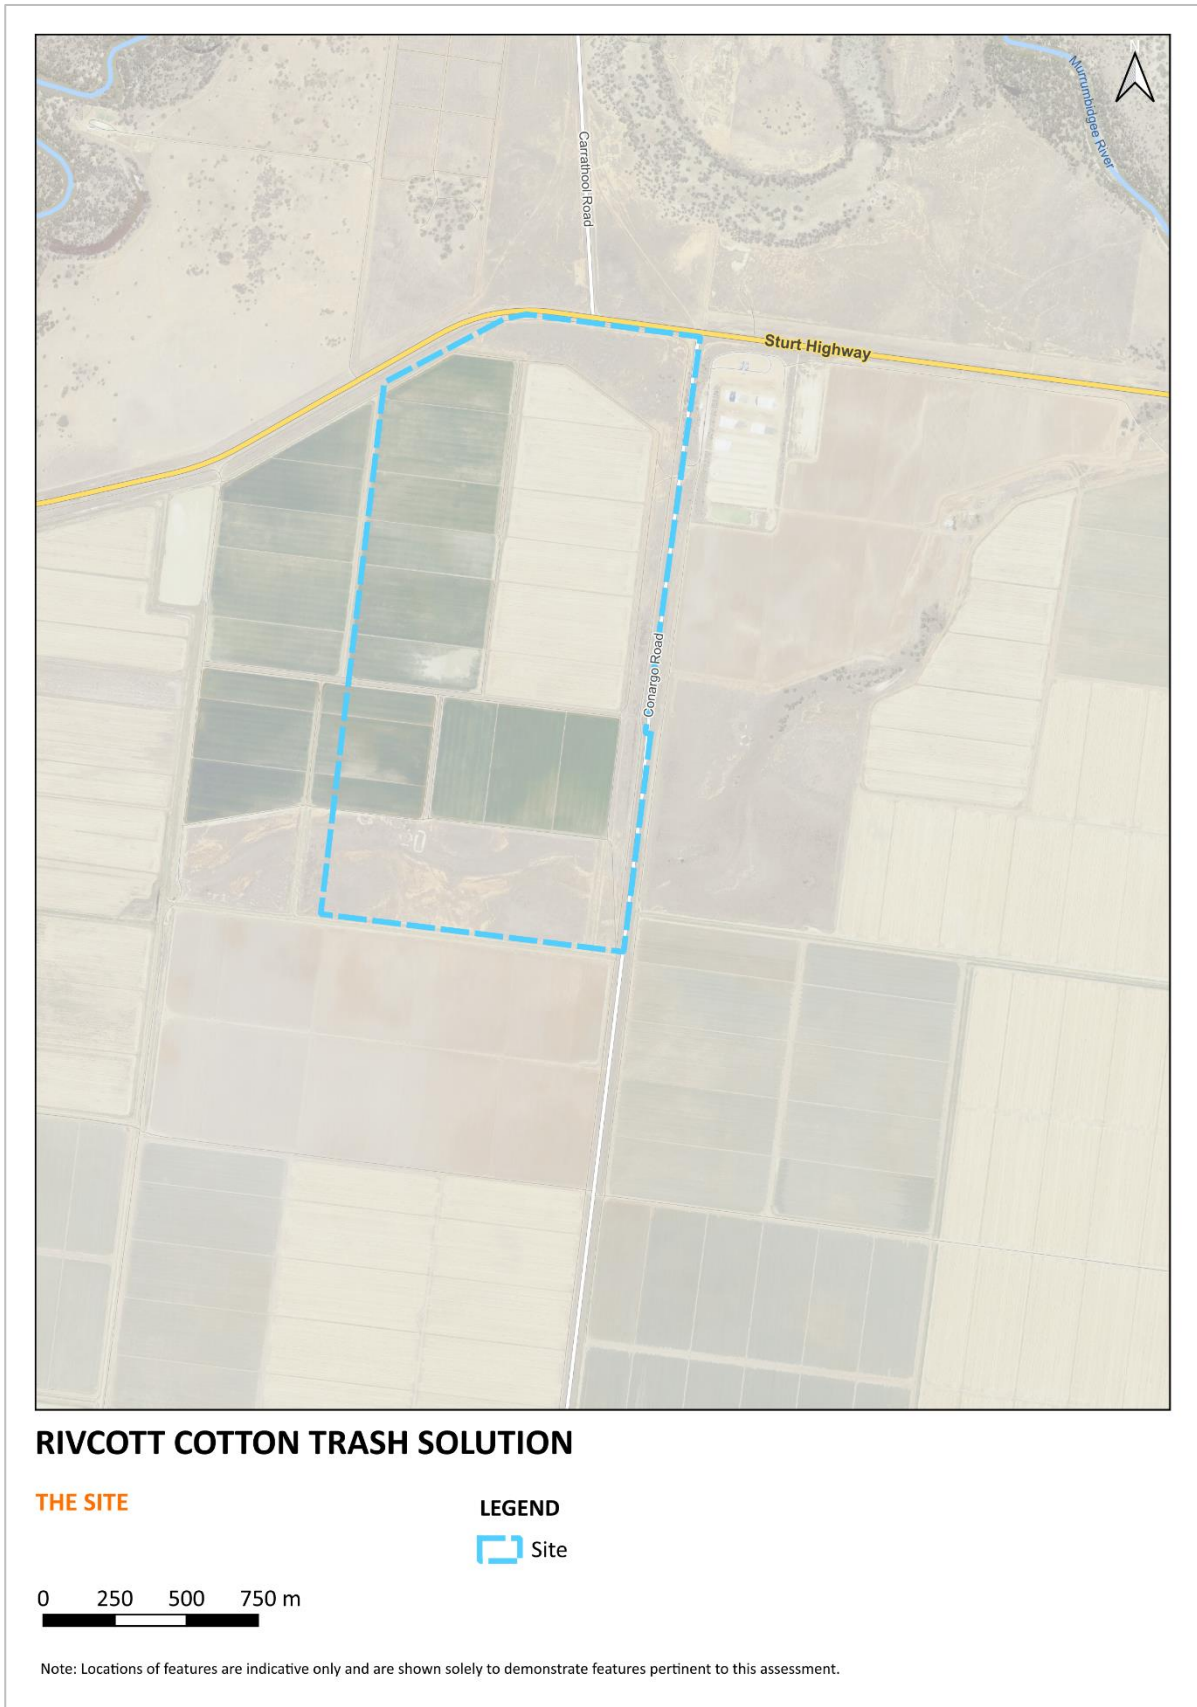 N
Murrumbidgee River
Carrathool Road
Sturt Highway
Conargo Road
RIVCOTT COTTON TRASH SOLUTION
THE SITE
LEGEND
Site
0 250 500 750 m
Note: Locations of features are indicative only and are shown solely to demonstrate features pertinent to this assessment.